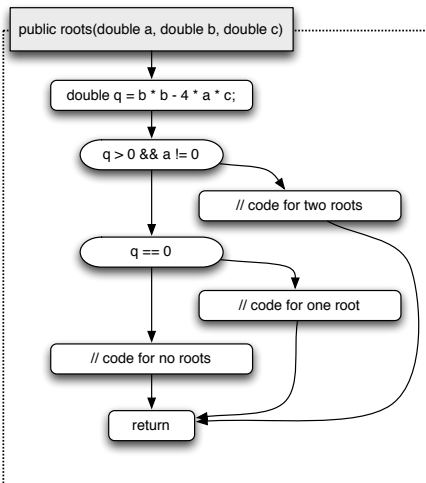 public roots(double a, double b, double c)
double q = b * b - 4 * a * c;
q > 0 && a != 0
// code for two roots
q == 0
// code for one root
// code for no roots
return